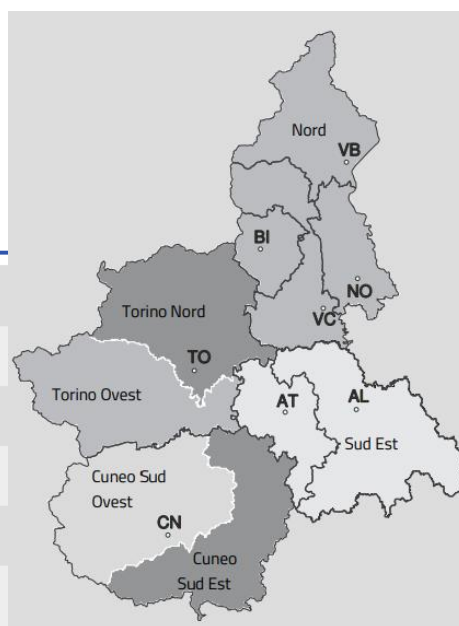 Nord
VB
BI
NO
Torino Nord
VC
TO
Torino Ovest
AT
AL
Sud Est
Cuneo Sud
Ovest
CN
Cuneo
Sud Est